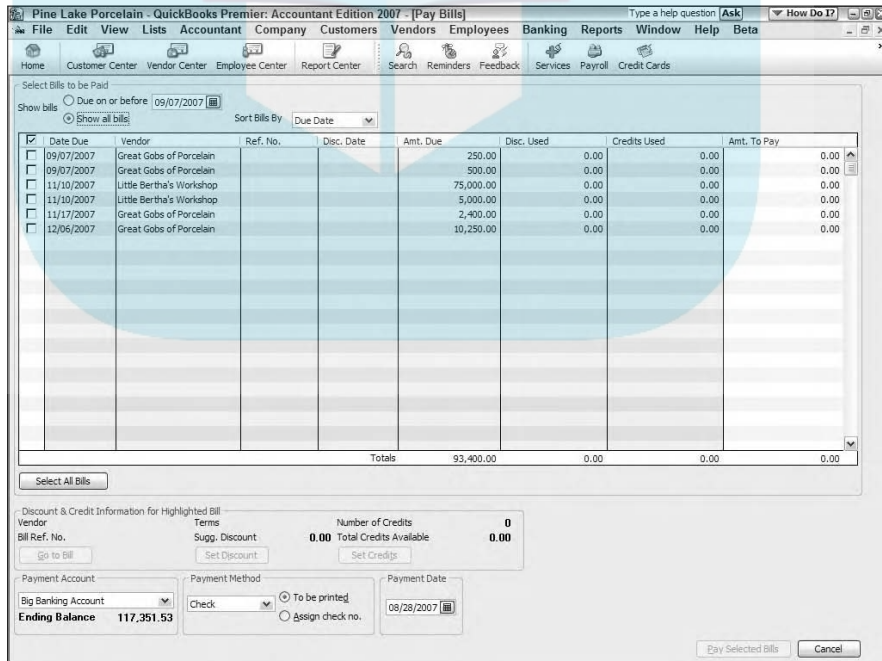 Pine Lake Porcelain - QuickBooks Premier: Accountant Edition 2007 - [Pay Bills] Type a help question Ask How Do I?
File Edit View Lists Accountant Company Customers Vendors Employees Banking Reports Window Help Beta
Home Customer Center Vendor Center Employee Center Report Center Search Reminders Feedback Services Payroll Credit Cards
Select Bills to be Paid
Show bills Due on or before 09/07/2007
Show all bills Sort Bills By Due Date
Date Due Vendor Ref. No. Disc. Date Amt. Due Disc. Used Credits Used Amt. To Pay
09/07/2007 Great Gobs of Porcelain 250.00 0.00 0.00 0.00
09/07/2007 Great Gobs of Porcelain 500.00 0.00 0.00 0.00
11/10/2007 Little Bertha's Workshop 75,000.00 0.00 0.00 0.00
11/10/2007 Little Bertha's Workshop 5,000.00 0.00 0.00 0.00
11/17/2007 Great Gobs of Porcelain 2,400.00 0.00 0.00 0.00
12/06/2007 Great Gobs of Porcelain 10,250.00 0.00 0.00 0.00
Totals 93,400.00 0.00 0.00 0.00
Select All Bills
Discount & Credit Information for Highlighted Bill
Vendor Terms Number of Credits 0
Bill Ref. No. Sugg. Discount 0.00 Total Credits Available 0.00
Go to Bill Set Discount Set Credits
Payment Account Payment Method Payment Date
Big Banking Account Check To be printed 08/28/2007
Ending Balance 117,351.53 Assign check no.
Pay Selected Bills Cancel